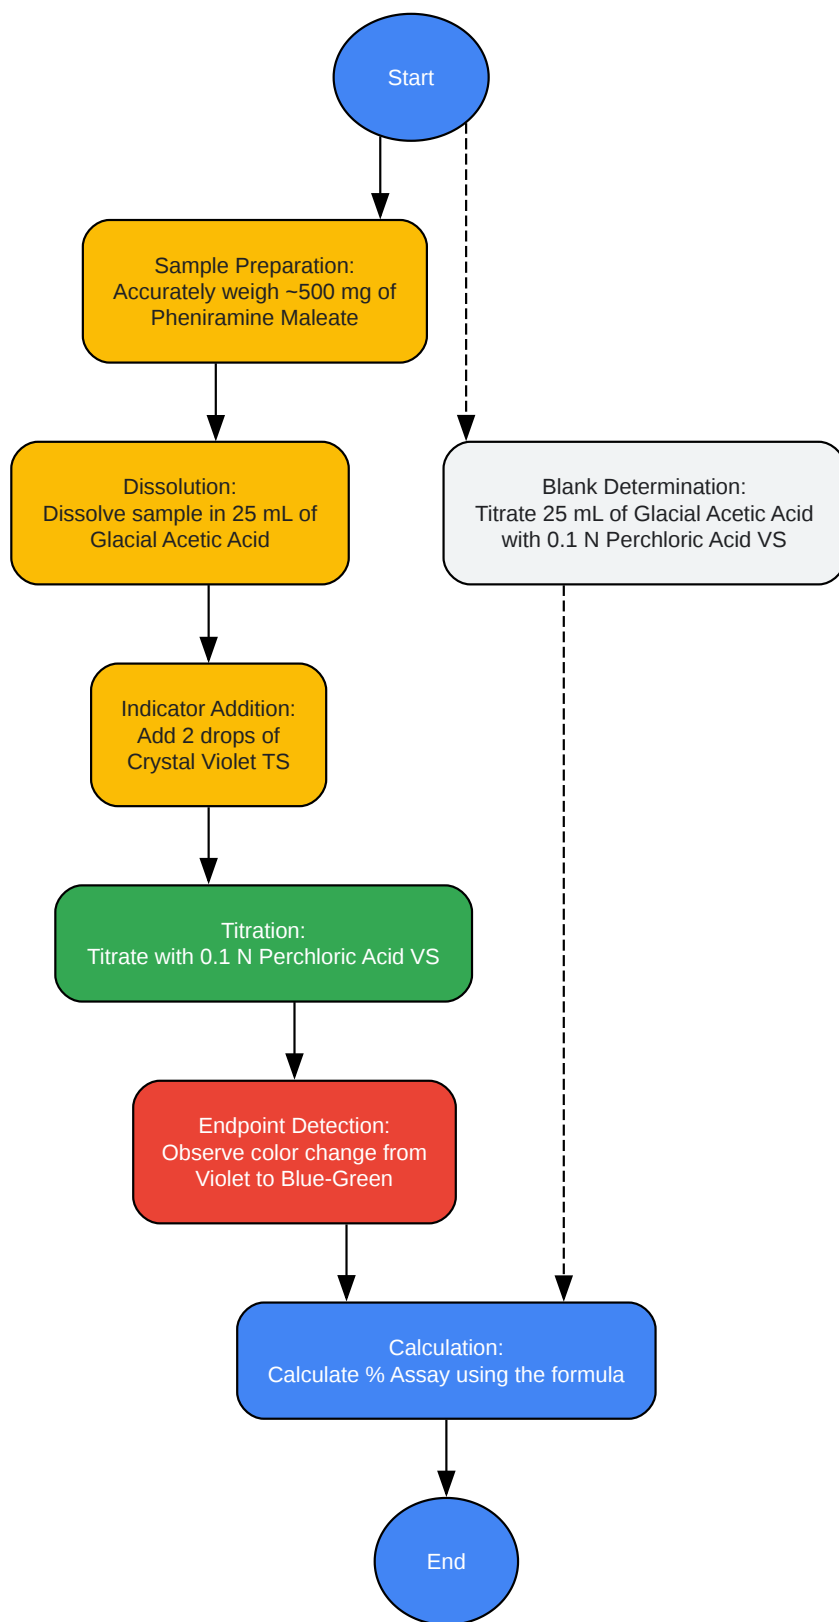 Start
Sample Preparation:
Accurately weigh ~500 mg of
Pheniramine Maleate
Dissolution:
Dissolve sample in 25 mL of
Glacial Acetic Acid
Blank Determination:
Titrate 25 mL of Glacial Acetic Acid
with 0.1 N Perchloric Acid VS
Indicator Addition:
Add 2 drops of
Crystal Violet TS
Titration:
Titrate with 0.1 N Perchloric Acid VS
Endpoint Detection:
Observe color change from
Violet to Blue-Green
Calculation:
Calculate % Assay using the formula
End